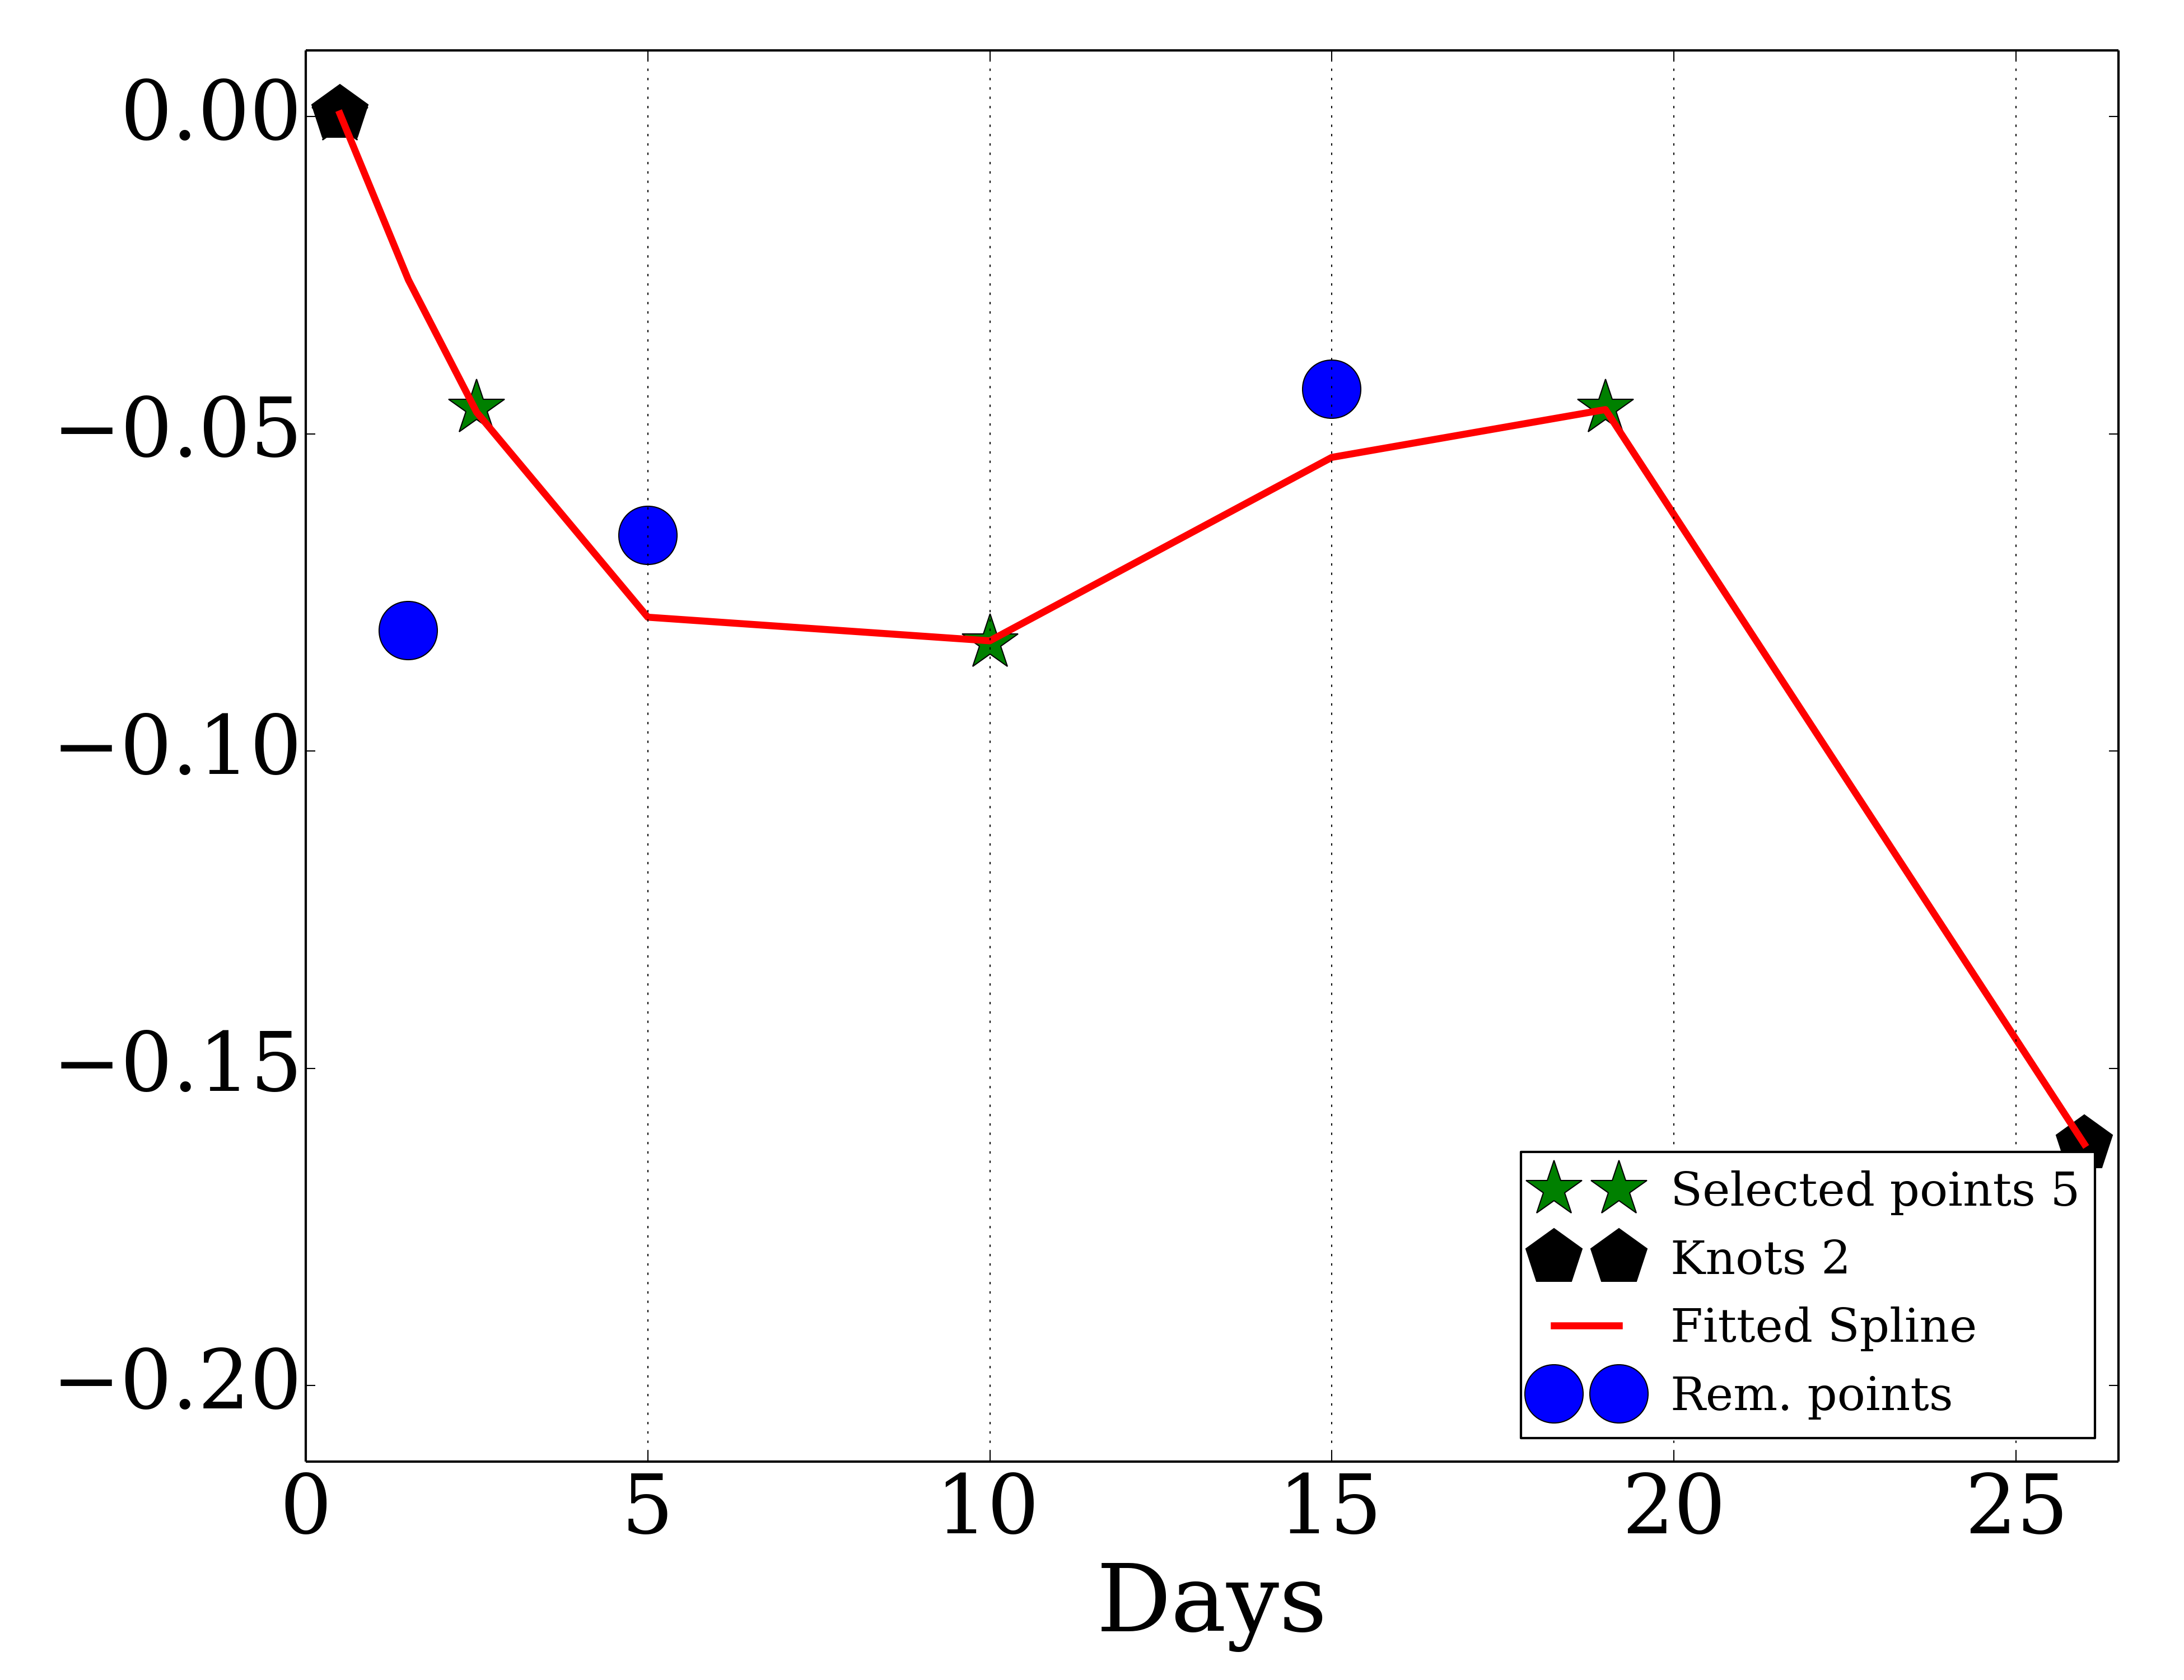 0.00
−0.05
−0.10
−0.15
−0.20
Selected points 5
Knots 2
Fitted Spline
Rem. points
0 5 10 15 20 25
Days